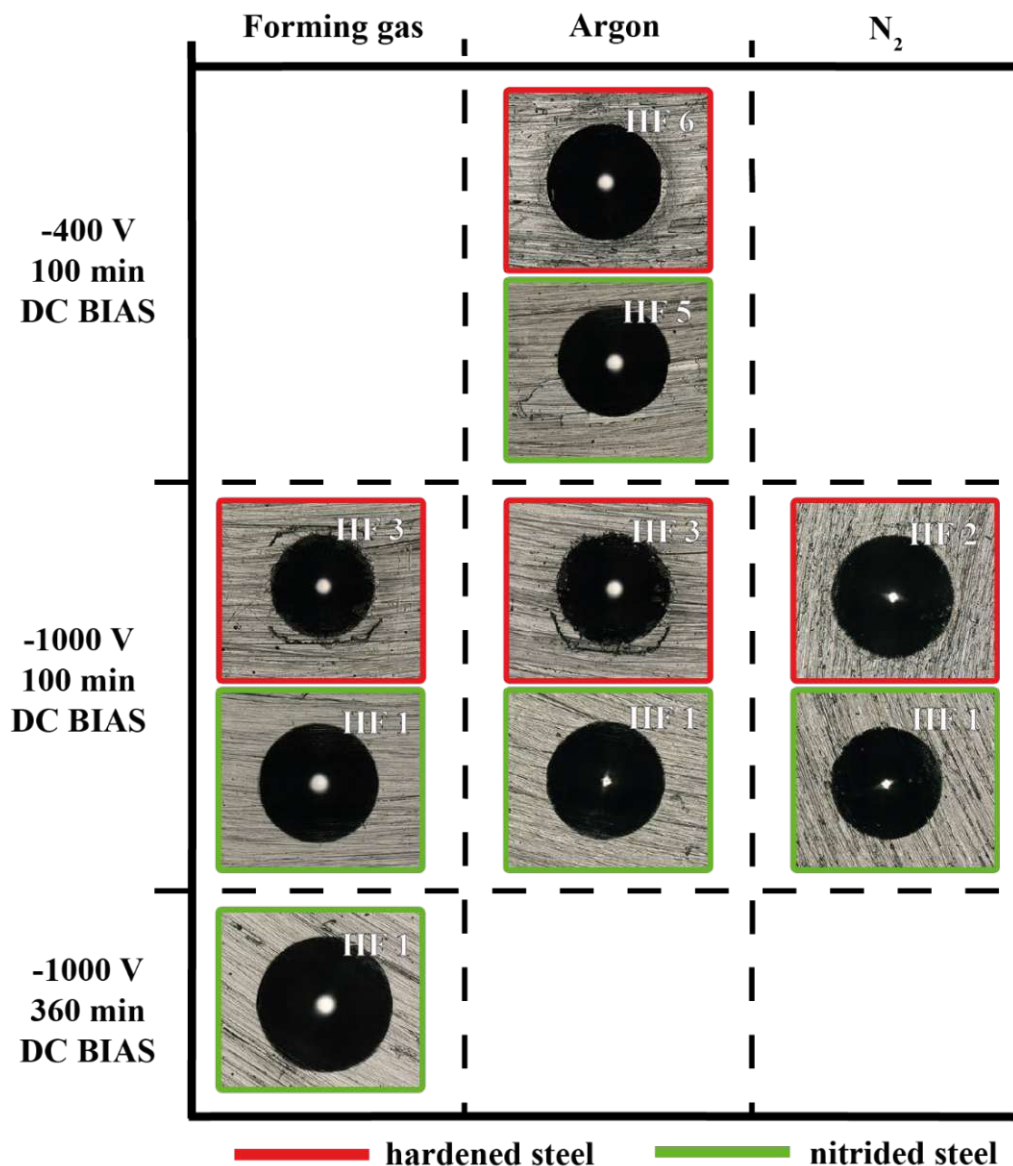 Forming gas Argon N₂
-400 V
100 min
DC BIAS
HF 6
HF 5
-1000 V
100 min
DC BIAS
HF 3 HF 3 HF 2
HF 1 HF 1 HF 1
-1000 V
360 min
DC BIAS
HF 1
hardened steel nitrided steel